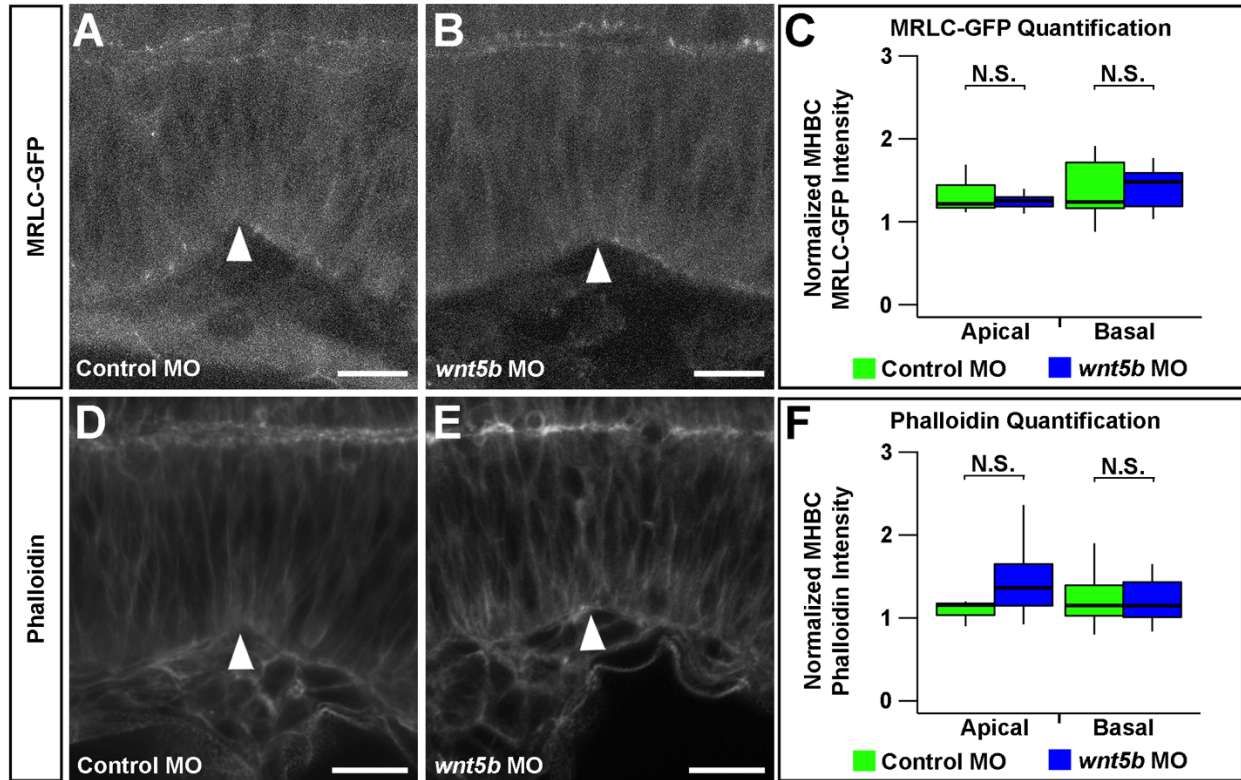 MRLC-GFP
A
Control MO
B
wnt5b MO
C
MRLC-GFP Quantification
Normalized MHBC
MRLC-GFP Intensity
3
2
1
0
N.S.
N.S.
Apical
Basal
Control MO
wnt5b MO
Phalloidin
D
Control MO
E
wnt5b MO
F
Phalloidin Quantification
Normalized MHBC
Phalloidin Intensity
3
2
1
0
N.S.
N.S.
Apical
Basal
Control MO
wnt5b MO